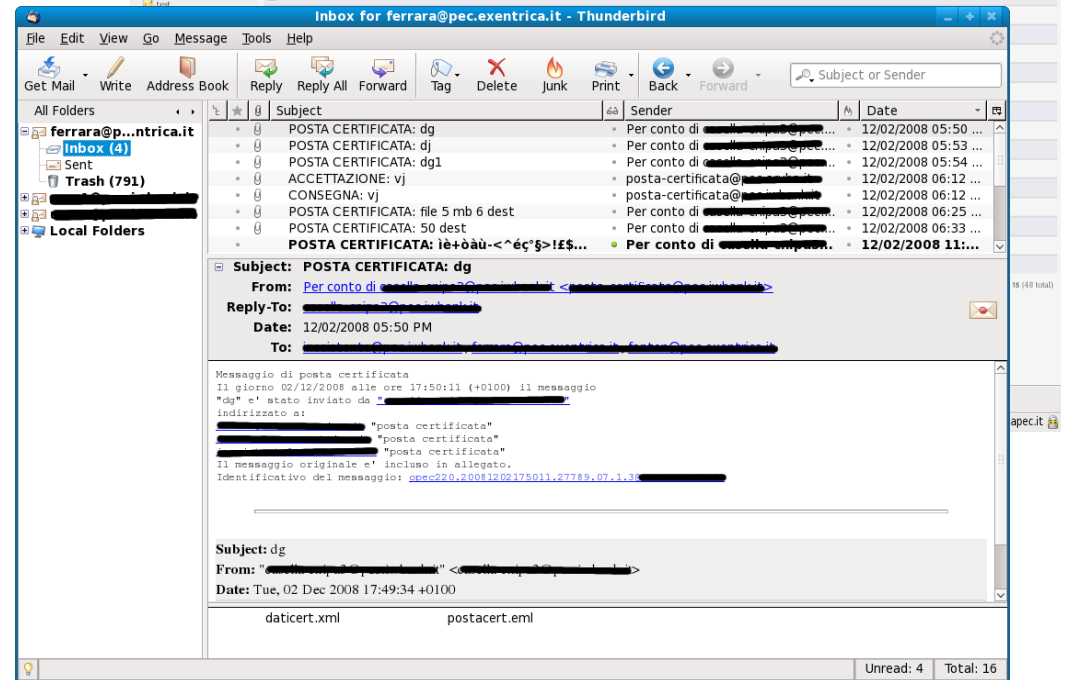 test
Inbox for ferrara@pec.exentrica.it - Thunderbird
File Edit View Go Message Tools Help
Get Mail Write Address Book Reply Reply All Forward Tag Delete Junk Print Back Forward Subject or Sender
All Folders
Subject Sender Date
ferrara@p...ntrica.it
Inbox (4)
Sent
Trash (791)
Local Folders
POSTA CERTIFICATA: dg Per conto di 12/02/2008 05:50 ...
POSTA CERTIFICATA: dj Per conto di 12/02/2008 05:53 ...
POSTA CERTIFICATA: dg1 Per conto di 12/02/2008 05:54 ...
ACCETTAZIONE: vj posta-certificata@p 12/02/2008 06:12 ...
CONSEGNA: vj posta-certificata@ 12/02/2008 06:12 ...
POSTA CERTIFICATA: file 5 mb 6 dest Per conto di 12/02/2008 06:25 ...
POSTA CERTIFICATA: 50 dest Per conto di 12/02/2008 06:33 ...
POSTA CERTIFICATA: ìè+òàù-<^éç°§>!£$... Per conto di 12/02/2008 11:...
Subject: POSTA CERTIFICATA: dg
From: Per conto di
Reply-To:
Date: 12/02/2008 05:50 PM
To:
16 (48 total)
apec.it
Messaggio di posta certificata
Il giorno 02/12/2008 alle ore 17:50:11 (+0100) il messaggio
"dg" e' stato inviato da "
indirizzato a:
"posta certificata"
"posta certificata"
"posta certificata"
Il messaggio originale e' incluso in allegato.
Identificativo del messaggio: opec220.20081202175011.27789.07.1.30
Subject: dg
From: "
Date: Tue, 02 Dec 2008 17:49:34 +0100
daticert.xml postacert.eml
Unread: 4 Total: 16